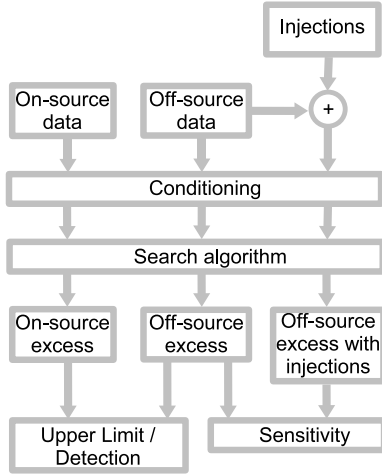 Injections
On-source
data
Off-source
data
+
Conditioning
Search algorithm
On-source
excess
Off-source
excess
Off-source
excess with
injections
Upper Limit /
Detection
Sensitivity